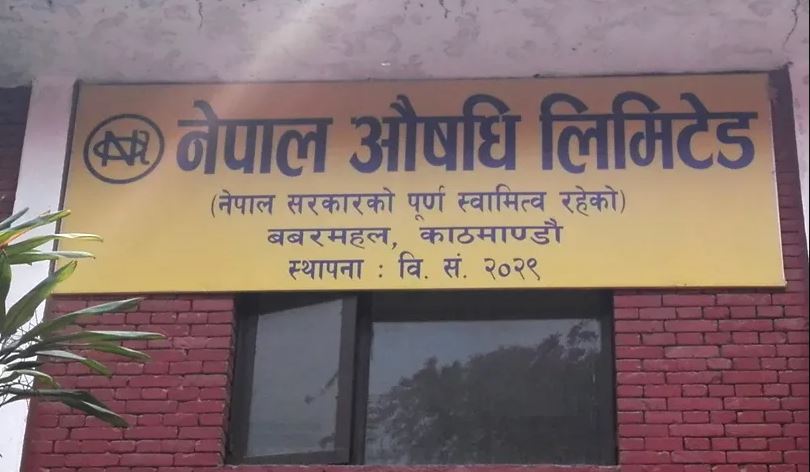 नेपाल औषधि लिमिटेड
(नेपाल सरकारको पूर्ण स्वामित्व रहेको)
बबरमहल, काठमाण्डौ
स्थापना : वि. सं. २०२९